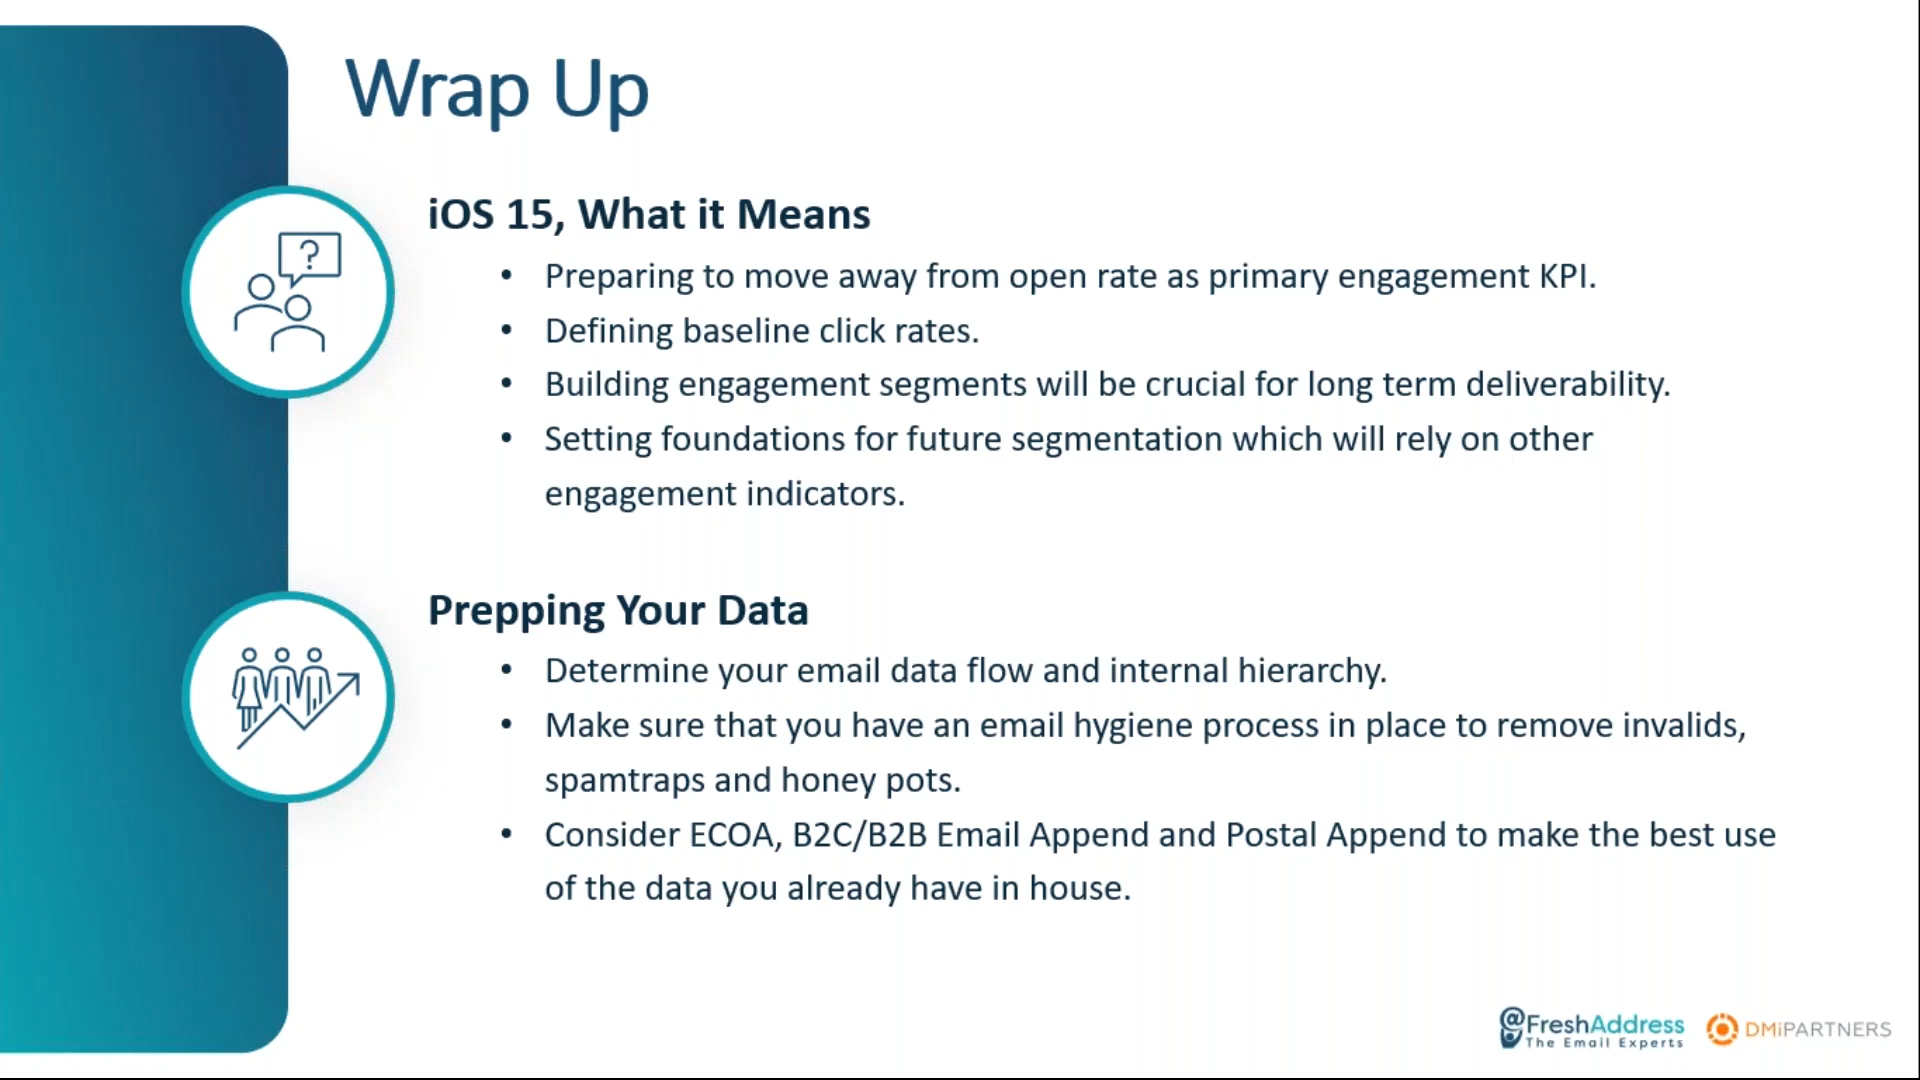 Wrap Up
?
iOS 15, What it Means
• Preparing to move away from open rate as primary engagement KPI.
• Defining baseline click rates.
• Building engagement segments will be crucial for long term deliverability.
• Setting foundations for future segmentation which will rely on other
engagement indicators.
Prepping Your Data
• Determine your email data flow and internal hierarchy.
• Make sure that you have an email hygiene process in place to remove invalids,
spamtraps and honey pots.
• Consider ECOA, B2C/B2B Email Append and Postal Append to make the best use
of the data you already have in house.
@FreshAddress
The Email Experts
DMiPARTNERS